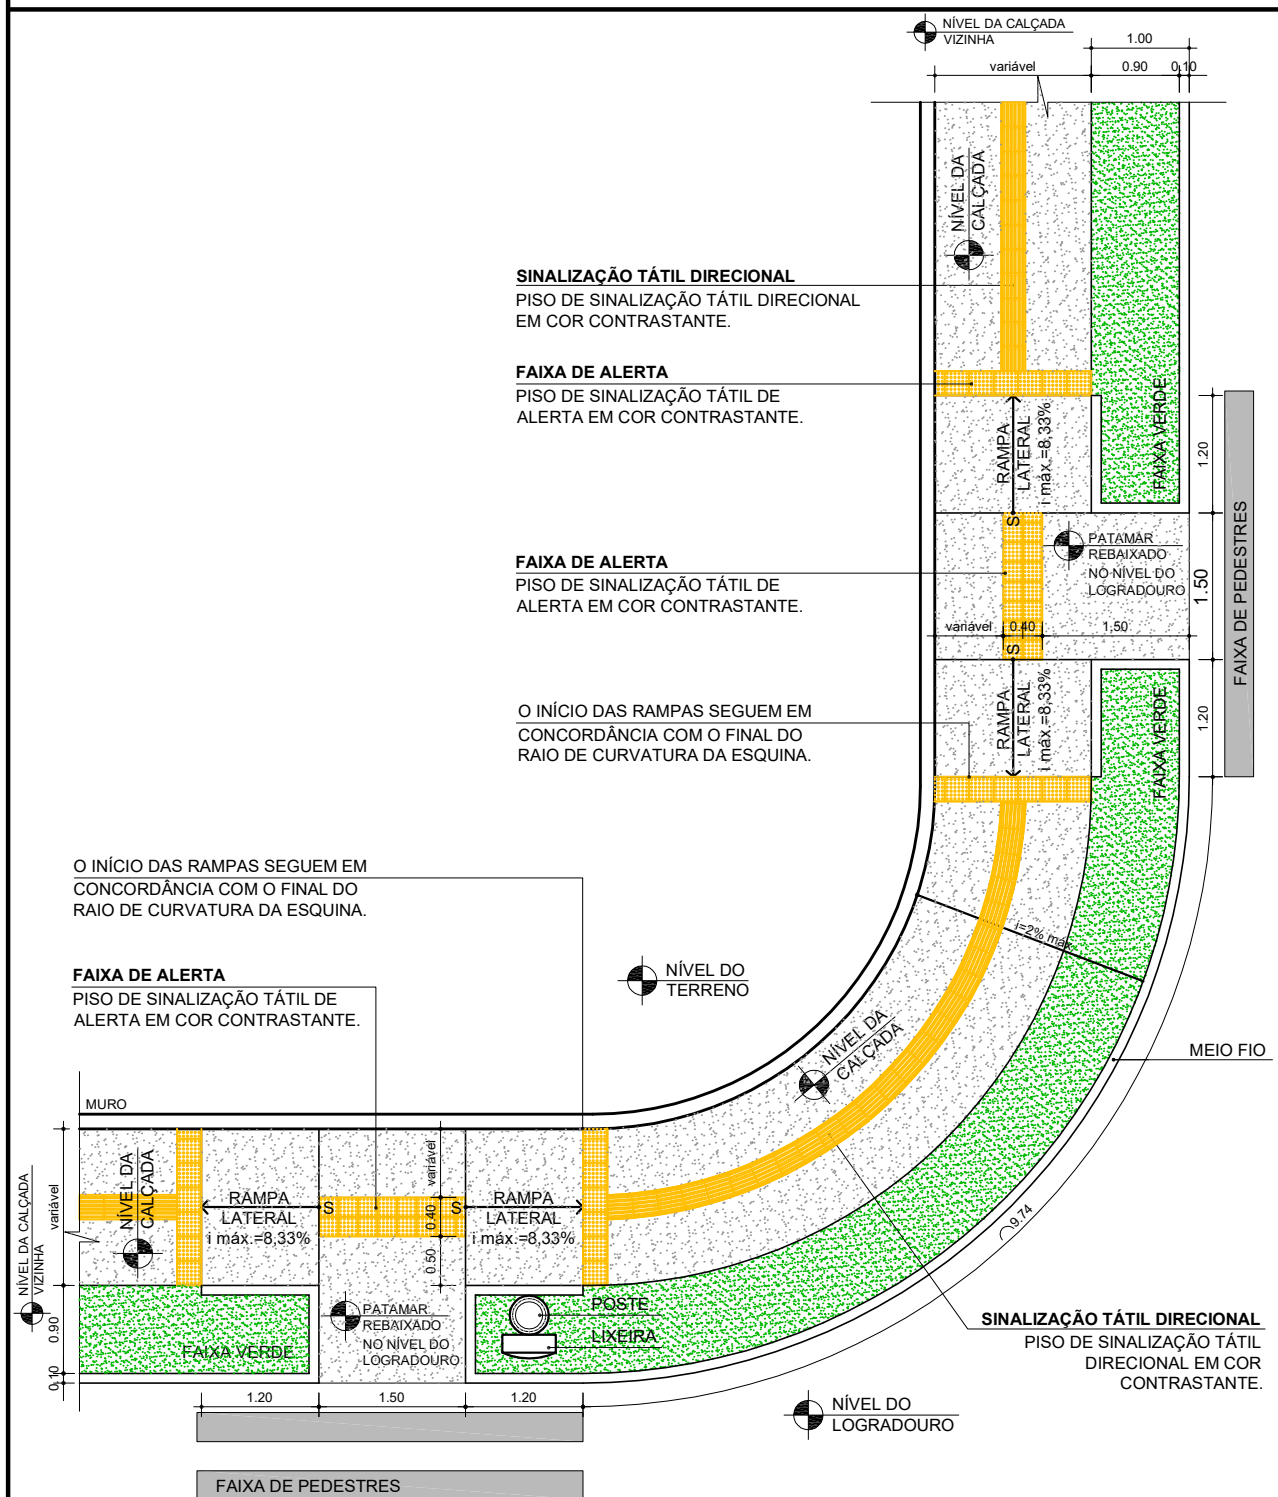 NÍVEL DA CALÇADA
VIZINHA
1.00
variável
0.90
0.10
NÍVEL DA
CALÇADA
SINALIZAÇÃO TÁTIL DIRECIONAL
PISO DE SINALIZAÇÃO TÁTIL DIRECIONAL
EM COR CONTRASTANTE.
FAIXA DE ALERTA
PISO DE SINALIZAÇÃO TÁTIL DE
ALERTA EM COR CONTRASTANTE.
RAMPA
LATERAL
i máx.=8,33%
S
FAIXA VERDE
1.20
FAIXA DE ALERTA
PISO DE SINALIZAÇÃO TÁTIL DE
ALERTA EM COR CONTRASTANTE.
PATAMAR
REBAIXADO
NO NÍVEL DO
LOGRADOURO
1.50
FAIXA DE PEDESTRES
variável
0.40
1.50
S
RAMPA
LATERAL
i máx.=8,33%
FAIXA VERDE
1.20
O INÍCIO DAS RAMPAS SEGUEM EM
CONCORDÂNCIA COM O FINAL DO
RAIO DE CURVATURA DA ESQUINA.
O INÍCIO DAS RAMPAS SEGUEM EM
CONCORDÂNCIA COM O FINAL DO
RAIO DE CURVATURA DA ESQUINA.
i=2% máx.
FAIXA DE ALERTA
PISO DE SINALIZAÇÃO TÁTIL DE
ALERTA EM COR CONTRASTANTE.
NÍVEL DO
TERRENO
NÍVEL DA
CALÇADA
MEIO FIO
MURO
NÍVEL DA CALÇADA
VIZINHA
variável
0.90
0.10
NÍVEL DA
CALÇADA
RAMPA
LATERAL
i máx.=8,33%
S
variável
0.40
0.50
S
RAMPA
LATERAL
i máx.=8,33%
9.74
FAIXA VERDE
PATAMAR
REBAIXADO
NO NÍVEL DO
LOGRADOURO
POSTE
LIXEIRA
SINALIZAÇÃO TÁTIL DIRECIONAL
PISO DE SINALIZAÇÃO TÁTIL
DIRECIONAL EM COR
CONTRASTANTE.
1.20
1.50
1.20
NÍVEL DO
LOGRADOURO
FAIXA DE PEDESTRES